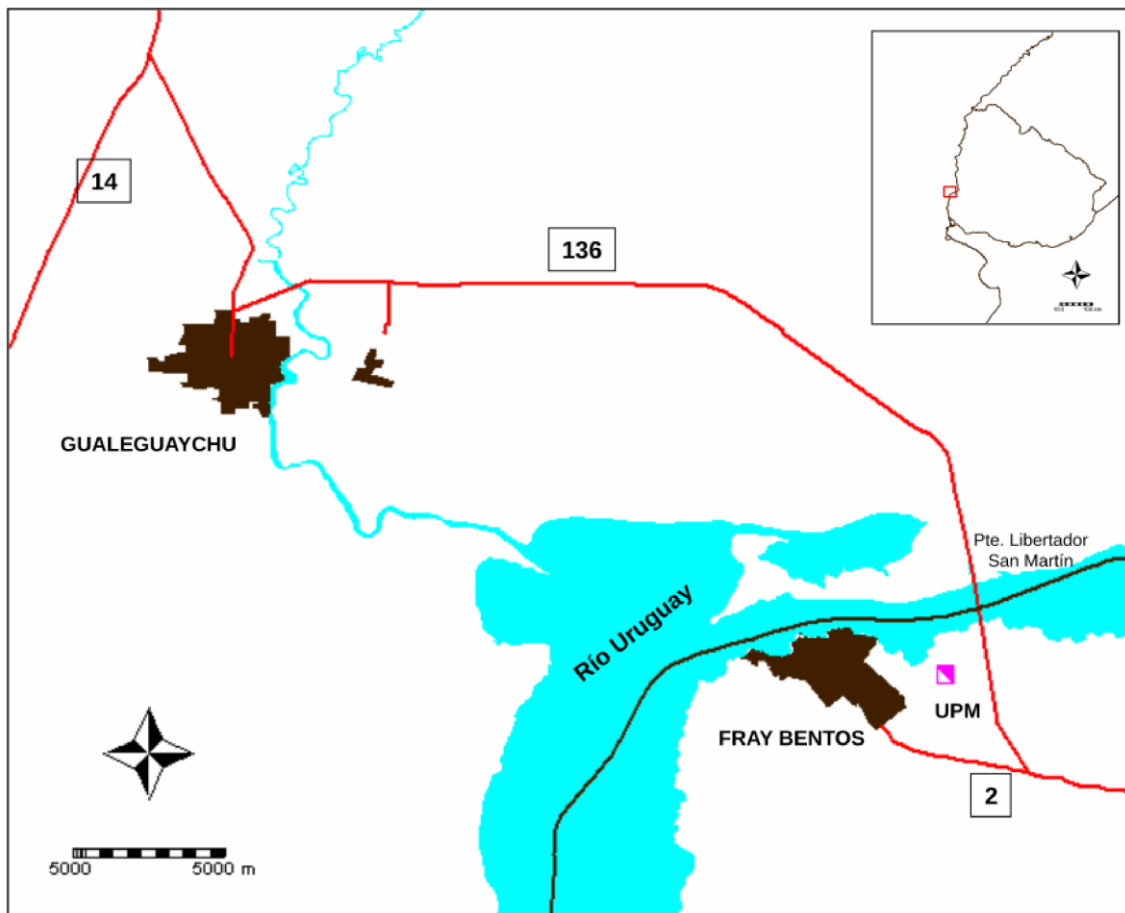 14
136
GUALEGUAYCHU
Pte. Libertador
San Martín
Río Uruguay
UPM
FRAY BENTOS
2
5000 5000 m